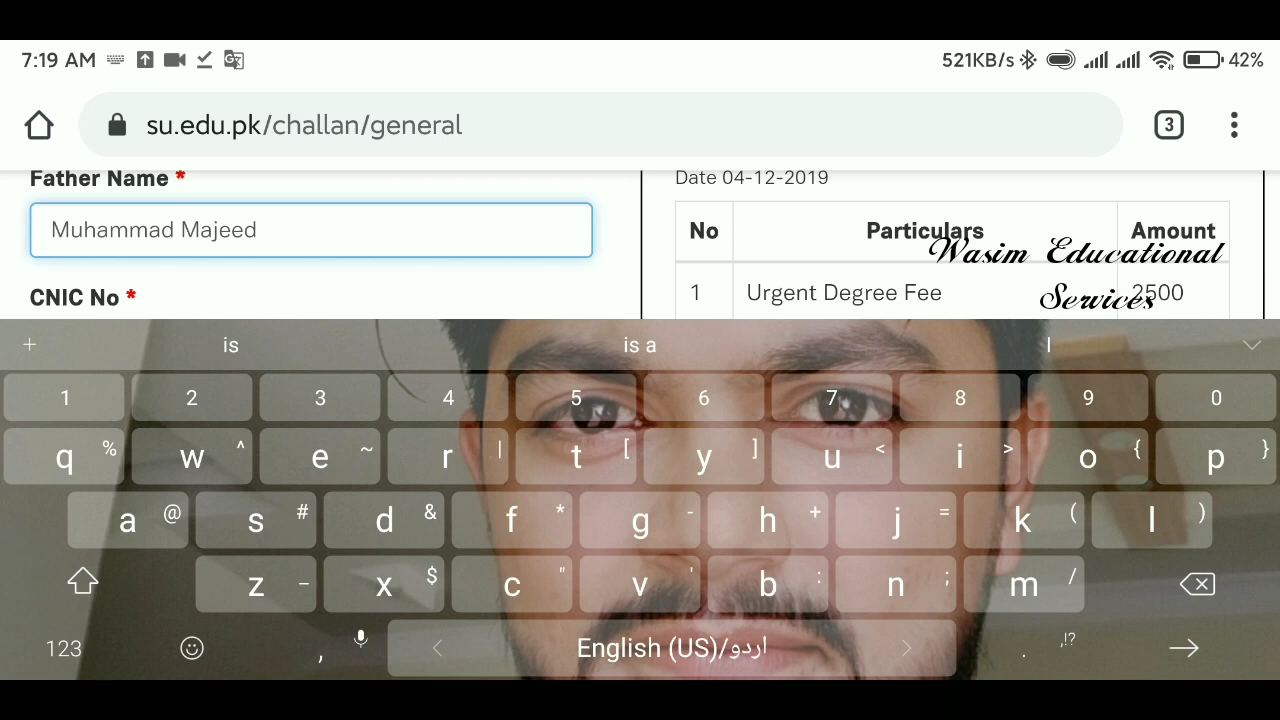 7:19 AM
521KB/s
42%
su.edu.pk/challan/general
3
Father Name *
Muhammad Majeed
CNIC No *
Date 04-12-2019
No Particulars Amount
1 Urgent Degree Fee 2500
Wasim Educational
Services
+ is is a I
1 2 3 4 5 6 7 8 9 0
q % w ^ e ~ r | t [ y ] u < i > o { p }
a @ s # d & f * g - h + j = k ( l )
z _ x $ c " v ' b : n ; m /
123 , < English (US)/اردو > . ,!?